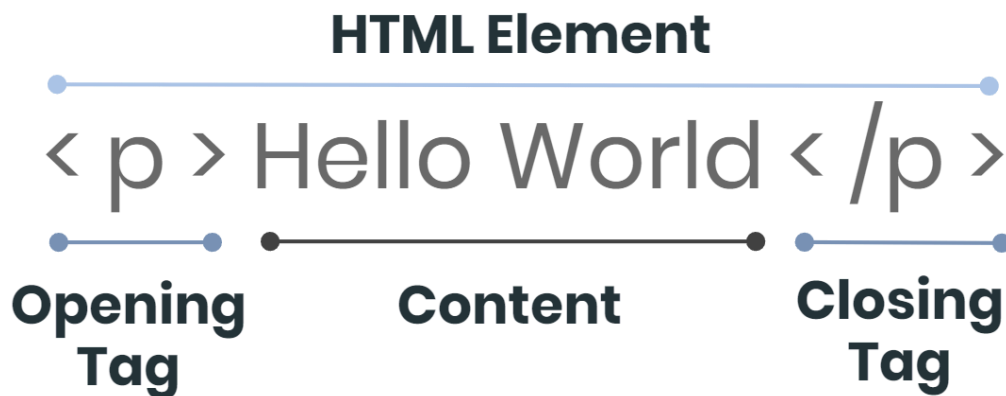 HTML Element
< p > Hello World < /p >
Opening Tag
Content
Closing Tag